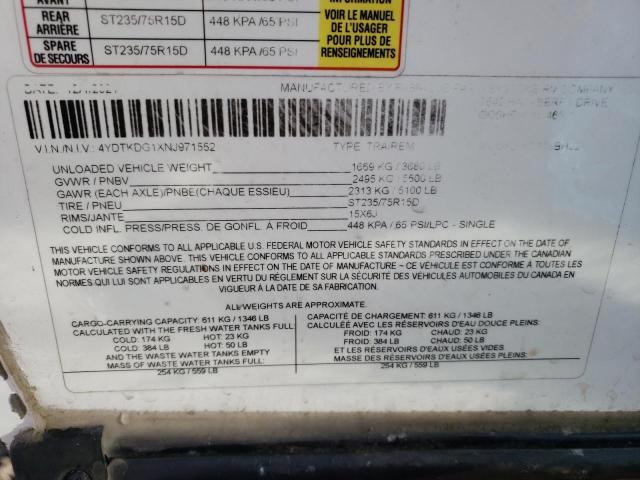 AVANT
REAR
ARRIÈRE
ST235/75R15D
448 KPA /65 PSI
SPARE
DE SECOURS
ST235/75R15D
448 KPA /65 PSI
INFORMATION
VOIR LE MANUEL
DU PROPRIÉTAIRE
POUR PLUS DE
RENSEIGNEMENTS
DATE:
MANUFACTURED BY
COMPANY
DRIVE
V.I.N /N.I.V.: 4YDTKDG1XNJ971552
TYPE: TRA/REM
UNLOADED VEHICLE WEIGHT 1659 KG / 3660 LB
GVWR / PNBV 2495 KG / 5500 LB
GAWR (EACH AXLE)/PNBE(CHAQUE ESSIEU) 2313 KG / 5100 LB
TIRE / PNEU ST235/75R15D
RIMS/JANTE 15X6J
COLD INFL. PRESS/PRESS. DE GONFL. À FROID 448 KPA / 65 PSI/LPC - SINGLE
THIS VEHICLE CONFORMS TO ALL APPLICABLE U.S. FEDERAL MOTOR VEHICLE SAFETY STANDARDS IN EFFECT ON THE DATE OF
MANUFACTURE SHOWN ABOVE. THIS VEHICLE CONFORMS TO ALL APPLICABLE STANDARDS PRESCRIBED UNDER THE CANADIAN
MOTOR VEHICLE SAFETY REGULATIONS IN EFFECT ON THE DATE OF MANUFACTURE ~ CE VÉHICULE EST CONFORME À TOUTES LES
NORMES QUI LUI SONT APPLICABLES EN VERTU DU RÈGLEMENT SUR LA SÉCURITÉ DES VÉHICULES AUTOMOBILES DU CANADA EN
VIGUEUR À LA DATE DE SA FABRICATION.
ALL WEIGHTS ARE APPROXIMATE.
CARGO-CARRYING CAPACITY: 611 KG / 1346 LB
CALCULATED WITH THE FRESH WATER TANKS FULL:
COLD: 174 KG HOT: 23 KG
COLD: 384 LB HOT: 50 LB
AND THE WASTE WATER TANKS EMPTY
MASS OF WASTE WATER TANKS FULL:
254 KG / 559 LB
CAPACITÉ DE CHARGEMENT: 611 KG / 1346 LB
CALCULÉE AVEC LES RÉSERVOIRS D'EAU DOUCE PLEINS:
FROID: 174 KG CHAUD: 23 KG
FROID: 384 LB CHAUD: 50 LB
ET LES RÉSERVOIRS D'EAUX USÉES VIDES
MASSE DES RÉSERVOIRS D'EAUX USÉES PLEINS:
254 KG / 559 LB